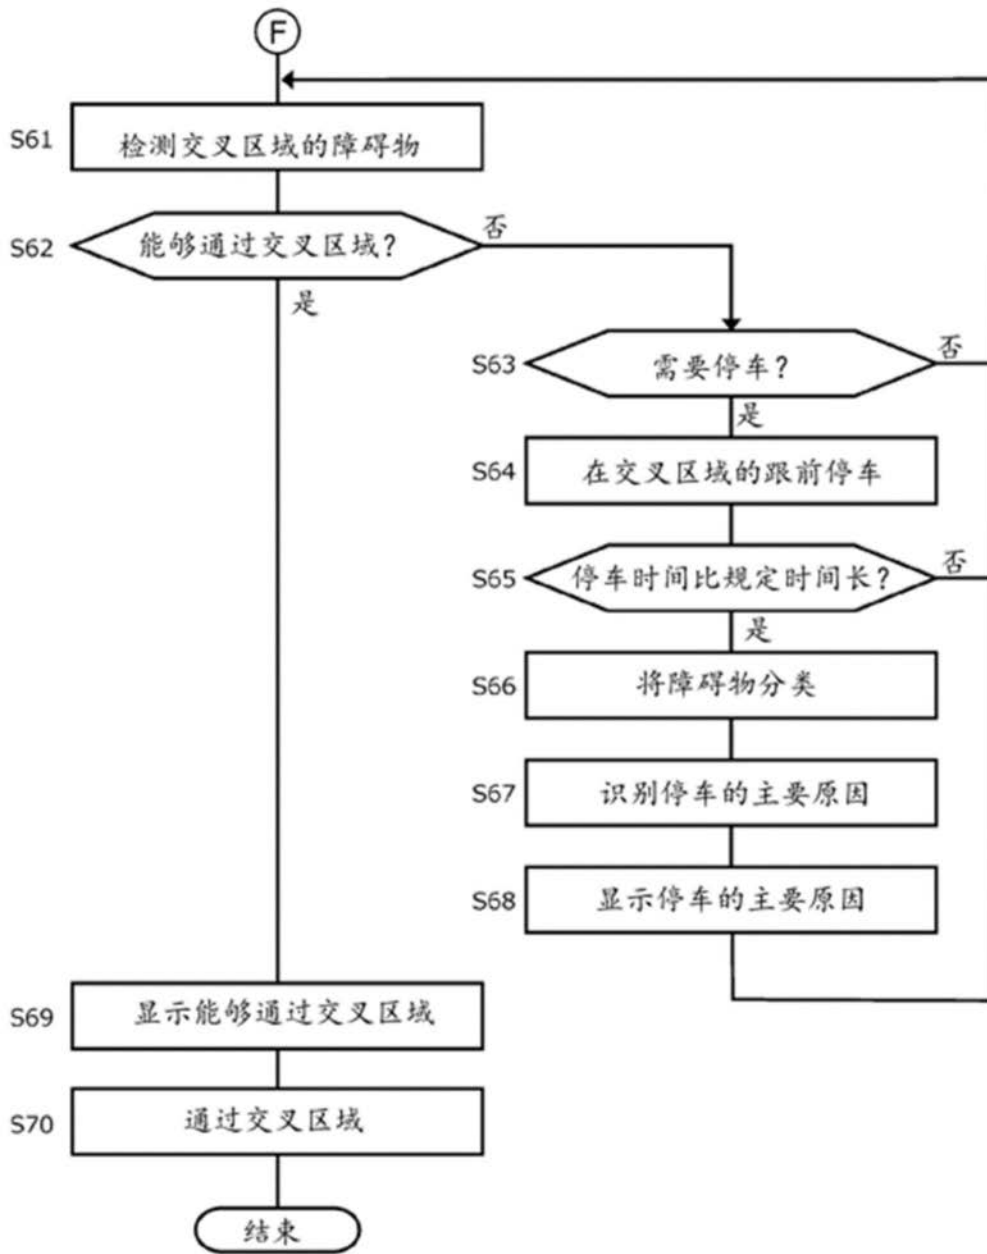 F
S61
检测交叉区域的障碍物
S62
能够通过交叉区域?
否
是
S63
需要停车?
否
是
S64
在交叉区域的跟前停车
S65
停车时间比规定时间长?
否
是
S66
将障碍物分类
S67
识别停车的主要原因
S68
显示停车的主要原因
S69
显示能够通过交叉区域
S70
通过交叉区域
结束